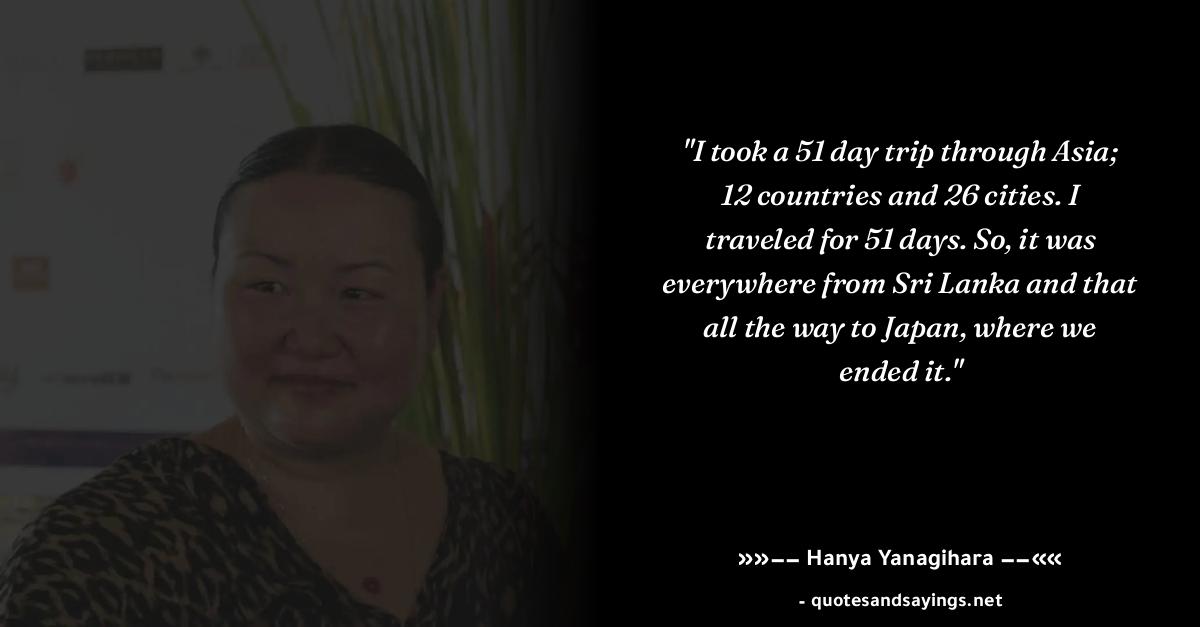 "I took a 51 day trip through Asia;
12 countries and 26 cities. I
traveled for 51 days. So, it was
everywhere from Sri Lanka and that
all the way to Japan, where we
ended it."
»»−− Hanya Yanagihara −−««
- quotesandsayings.net